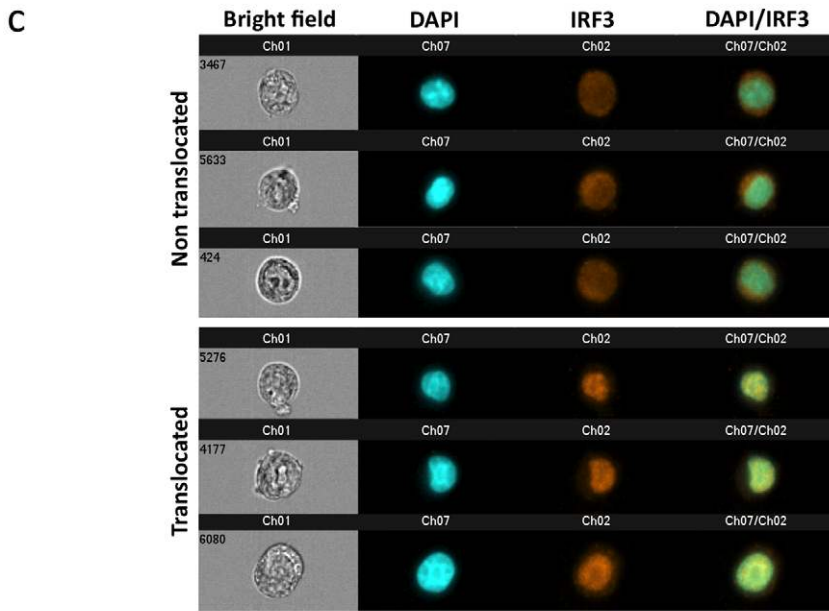 C
Bright field DAPI IRF3 DAPI/IRF3
Non translocated
Ch01 Ch07 Ch02 Ch07/Ch02
3467
Ch01 Ch07 Ch02 Ch07/Ch02
5633
Ch01 Ch07 Ch02 Ch07/Ch02
424
Translocated
Ch01 Ch07 Ch02 Ch07/Ch02
5276
Ch01 Ch07 Ch02 Ch07/Ch02
4177
Ch01 Ch07 Ch02 Ch07/Ch02
6080